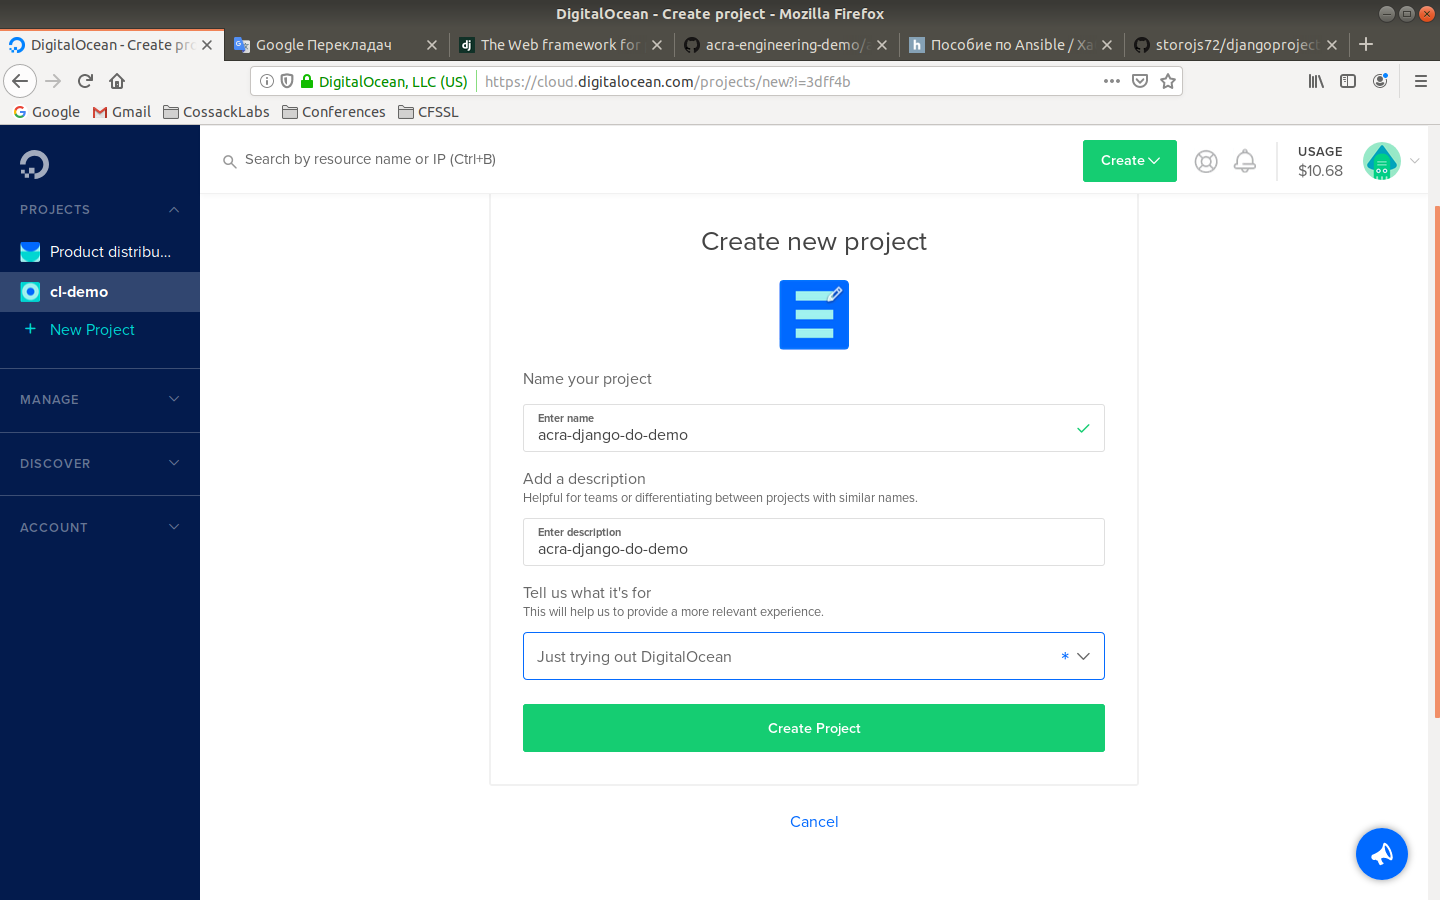 DigitalOcean - Create project - Mozilla Firefox
DigitalOcean - Create pro
Google Перекладач
The Web framework for
acra-engineering-demo/
Пособие по Ansible / Ха
storojs72/djangoproject
DigitalOcean, LLC (US)
https://cloud.digitalocean.com/projects/new?i=3dff4b
Google
Gmail
CossackLabs
Conferences
CFSSL
Search by resource name or IP (Ctrl+B)
Create
USAGE
$10.68
PROJECTS
Product distribu...
cl-demo
+ New Project
MANAGE
DISCOVER
ACCOUNT
Create new project
Name your project
Enter name
acra-django-do-demo
Add a description
Helpful for teams or differentiating between projects with similar names.
Enter description
acra-django-do-demo
Tell us what it's for
This will help us to provide a more relevant experience.
Just trying out DigitalOcean *
Create Project
Cancel